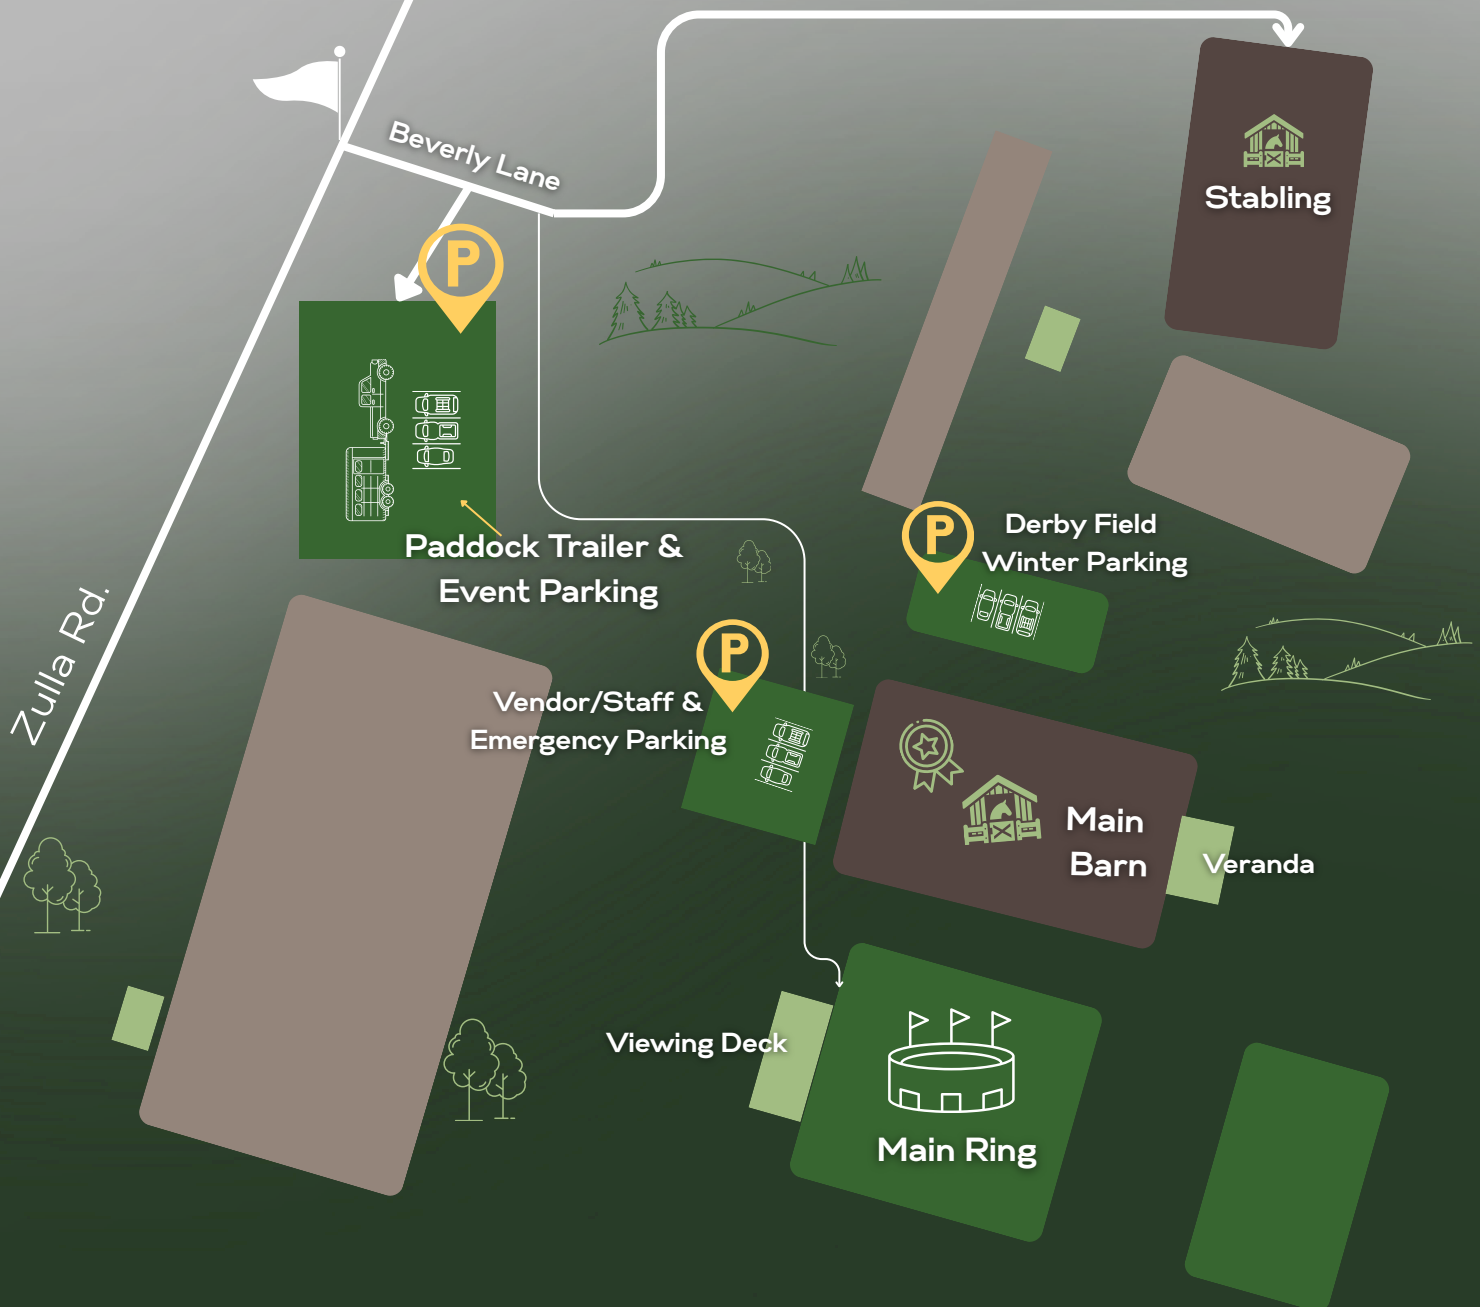 Beverly Lane
Stabling
P
Paddock Trailer &
Event Parking
P
Derby Field
Winter Parking
Zulla Rd.
P
Vendor/Staff &
Emergency Parking
Main
Barn
Veranda
Viewing Deck
Main Ring